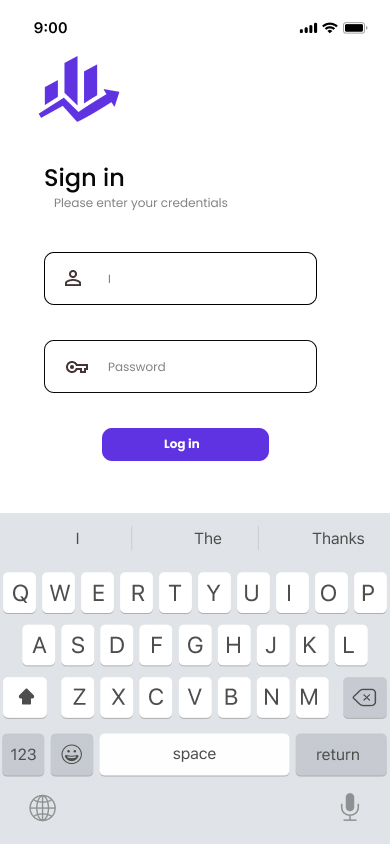 9:00
Sign in
Please enter your credentials
I
Password
Log in
I The Thanks
Q W E R T Y U I O P
A S D F G H J K L
Z X C V B N M
123 space return